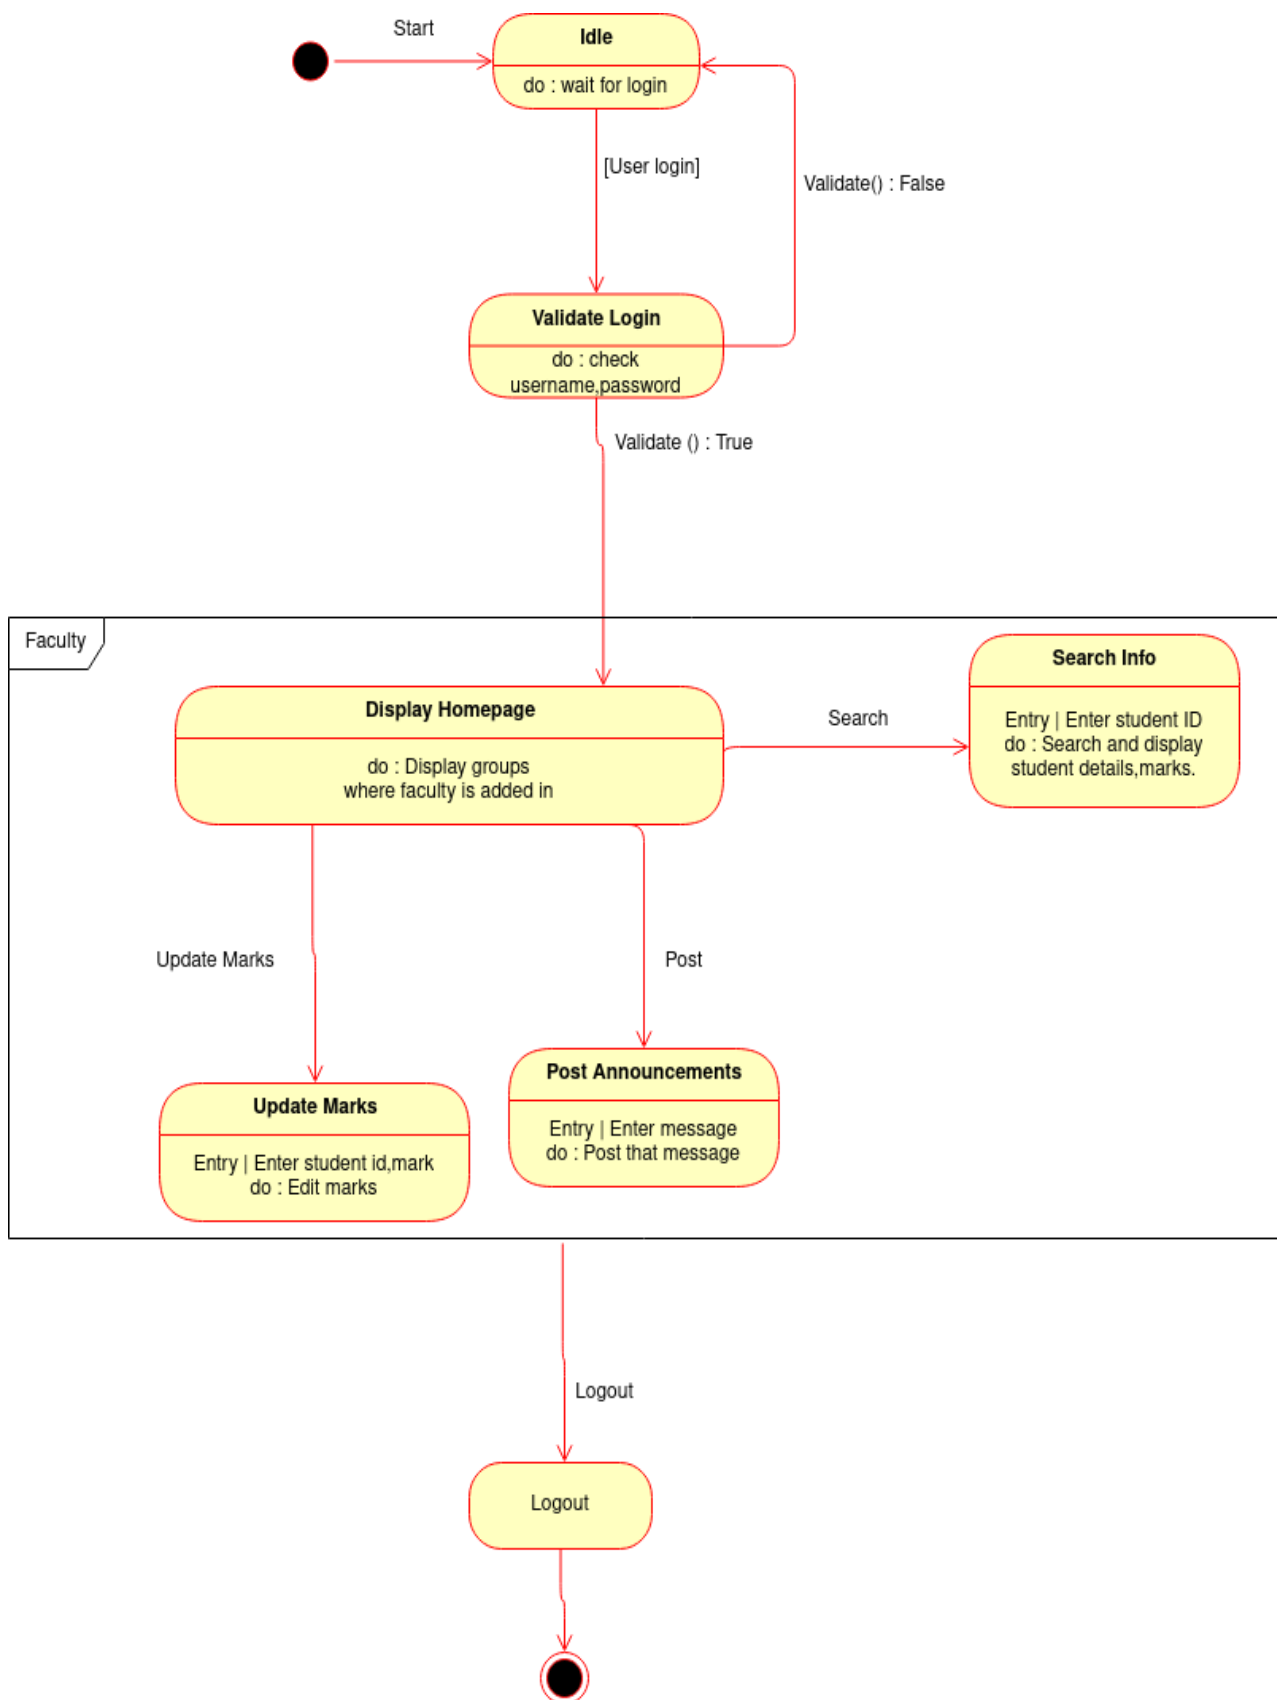 Start
Idle
do : wait for login
[User login]
Validate() : False
Validate Login
do : check
username,password
Validate () : True
Faculty
Display Homepage
do : Display groups
where faculty is added in
Search
Search Info
Entry | Enter student ID
do : Search and display
student details,marks.
Update Marks
Post
Update Marks
Entry | Enter student id,mark
do : Edit marks
Post Announcements
Entry | Enter message
do : Post that message
Logout
Logout